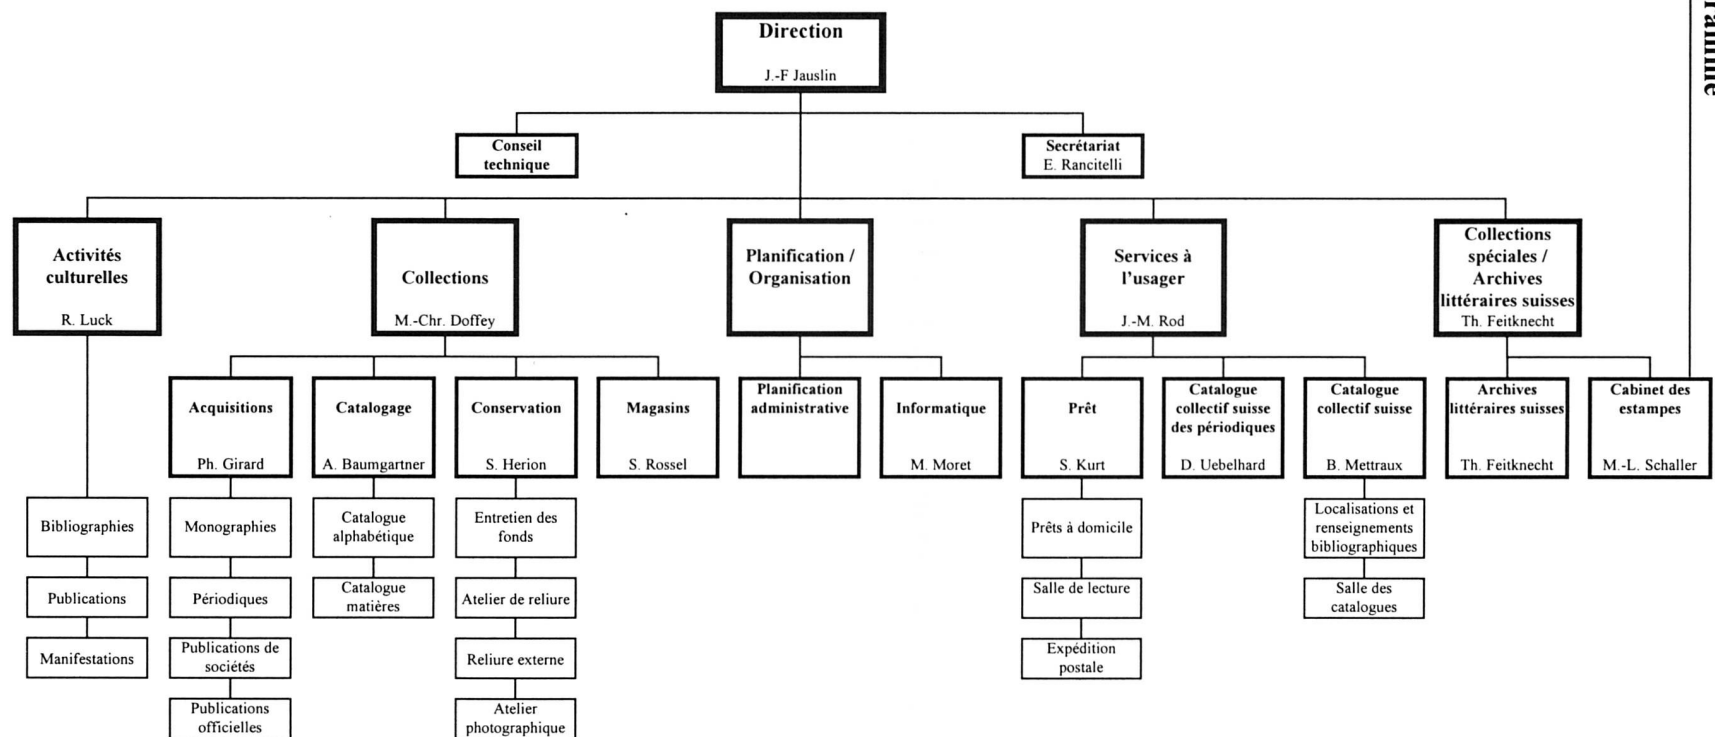 Direction
J.-F Jauslin
Conseil
technique
Secrétariat
E. Rancitelli
Activités
culturelles
R. Luck
Collections
M.-Chr. Doffey
Planification /
Organisation
Services à
l'usager
J.-M. Rod
Collections
spéciales /
Archives
littéraires suisses
Th. Feitknecht
Acquisitions
Ph. Girard
Catalogage
A. Baumgartner
Conservation
S. Herion
Magasins
S. Rossel
Planification
administrative
Informatique
M. Moret
Prêt
S. Kurt
Catalogue
collectif suisse
des périodiques
D. Uebelhard
Catalogue
collectif suisse
B. Mettraux
Archives
littéraires suisses
Th. Feitknecht
Cabinet des
estampes
M.-L. Schaller
Bibliographies
Publications
Manifestations
Monographies
Périodiques
Publications de
sociétés
Publications
officielles
Catalogue
alphabétique
Catalogue
matières
Entretien des
fonds
Atelier de reliure
Reliure externe
Atelier
photographique
Prêts à domicile
Salle de lecture
Expédition
postale
Localisations et
renseignements
bibliographiques
Salle des
catalogues